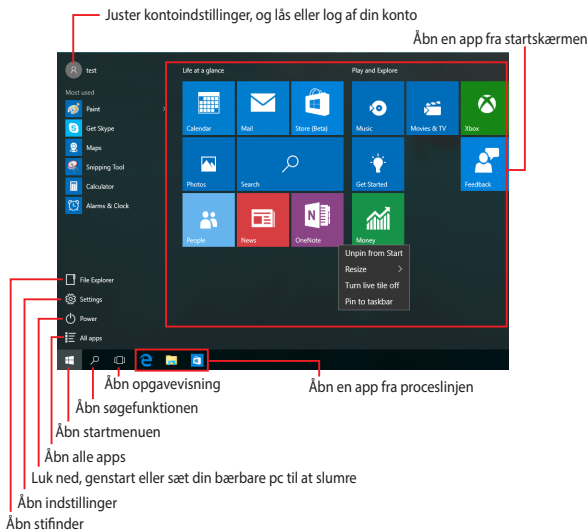 Juster kontoindstillinger, og lås eller log af din konto
Åbn en app fra startskærmen
test
Life at a glance
Play and Explore
Most used
Paint
Get Skype
Maps
Snipping Tool
Calculator
Alarms & Clock
Calendar
Mail
Store (Beta)
Music
Movies & TV
Xbox
Photos
Search
Get Started
Feedback
People
News
OneNote
Money
Unpin from Start
Resize
Turn live tile off
Pin to taskbar
File Explorer
Settings
Power
All apps
Åbn opgavevisning
Åbn en app fra proceslinjen
Åbn søgefunktionen
Åbn startmenuen
Åbn alle apps
Luk ned, genstart eller sæt din bærbare pc til at slumre
Åbn indstillinger
Åbn stifinder